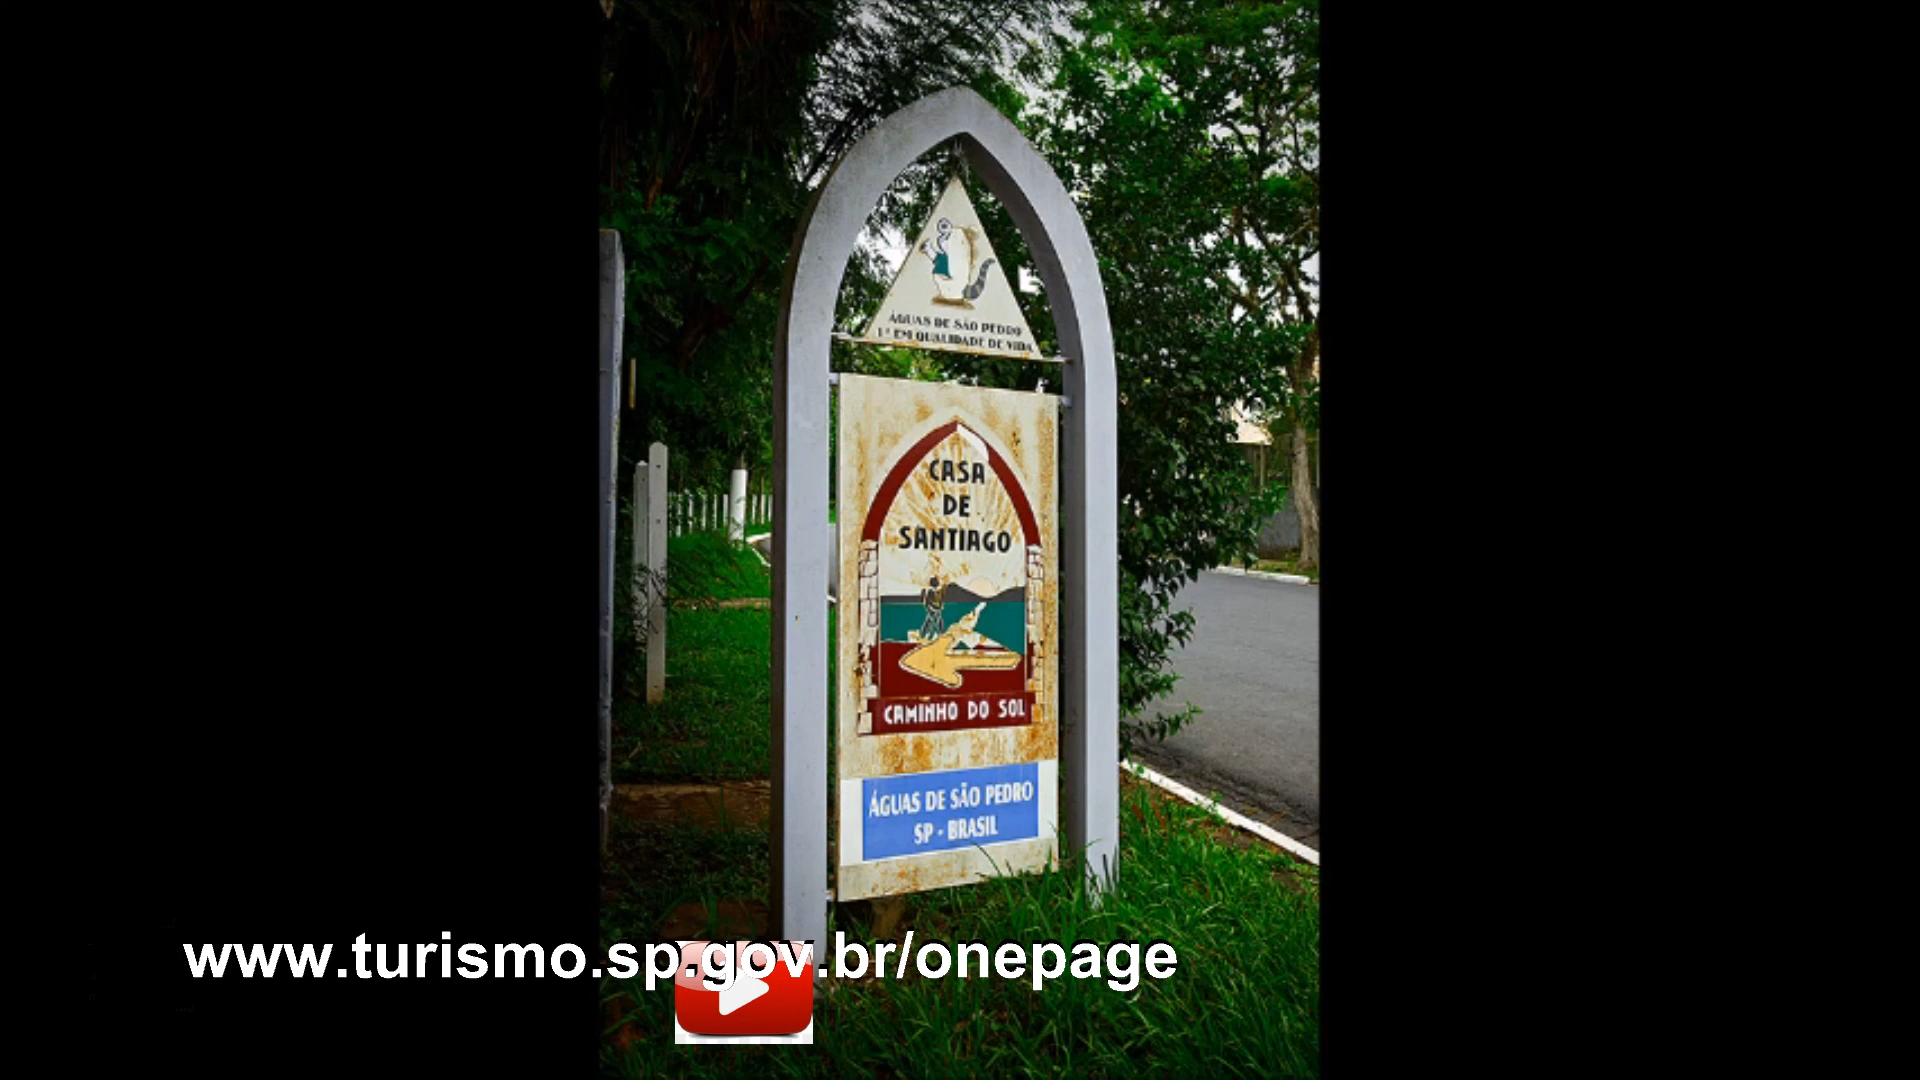 ÁGUAS DE SÃO PEDRO
1ª EM QUALIDADE DE VIDA
CASA
DE
SANTIAGO
CAMINHO DO SOL
ÁGUAS DE SÃO PEDRO
SP - BRASIL
www.turismo.sp.gov.br/onepage